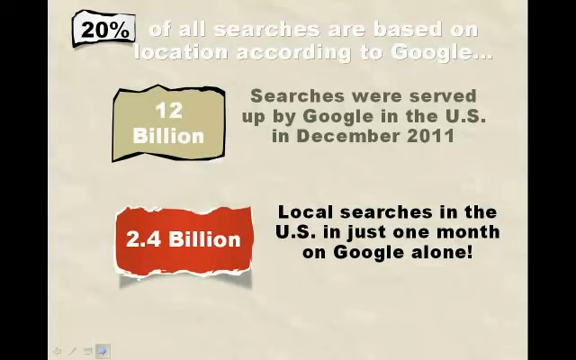 20% of all searches are based on
location according to Google...
12
Billion
Searches were served
up by Google in the U.S.
in December 2011
2.4 Billion
Local searches in the
U.S. in just one month
on Google alone!